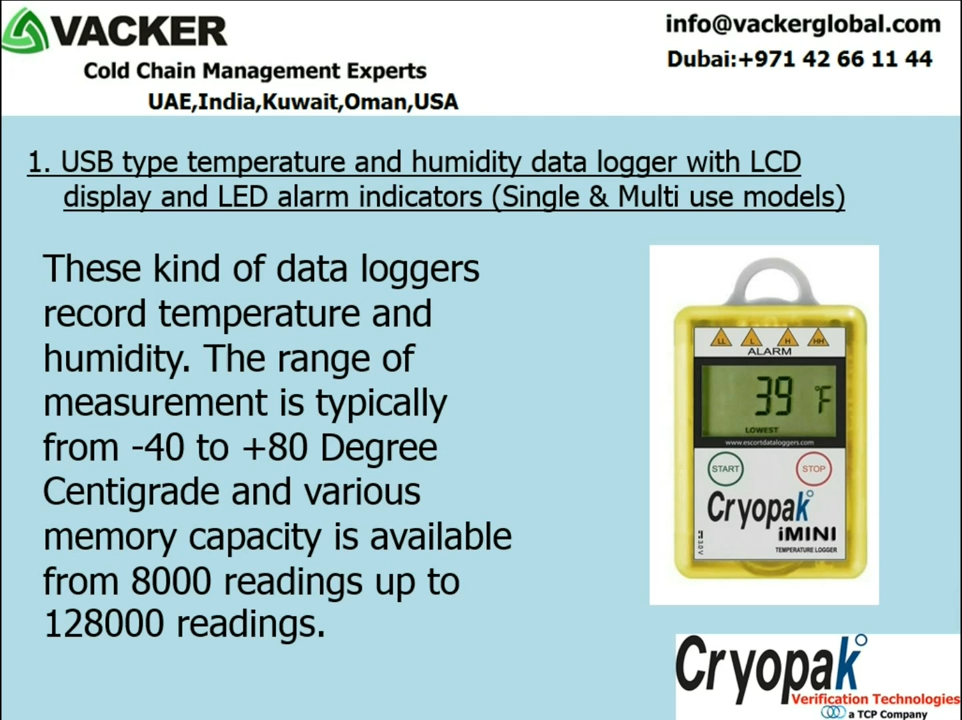 VACKER
Cold Chain Management Experts
UAE,India,Kuwait,Oman,USA
info@vackerglobal.com
Dubai:+971 42 66 11 44
1. USB type temperature and humidity data logger with LCD
display and LED alarm indicators (Single & Multi use models)
These kind of data loggers
record temperature and
humidity. The range of
measurement is typically
from -40 to +80 Degree
Centigrade and various
memory capacity is available
from 8000 readings up to
128000 readings.
LL L H HH
ALARM
39 °F
LOWEST
www.escortdataloggers.com
START STOP
Cryopak
iMINI
TEMPERATURE LOGGER
3.0 V
Cryopak
Verification Technologies
a TCP Company